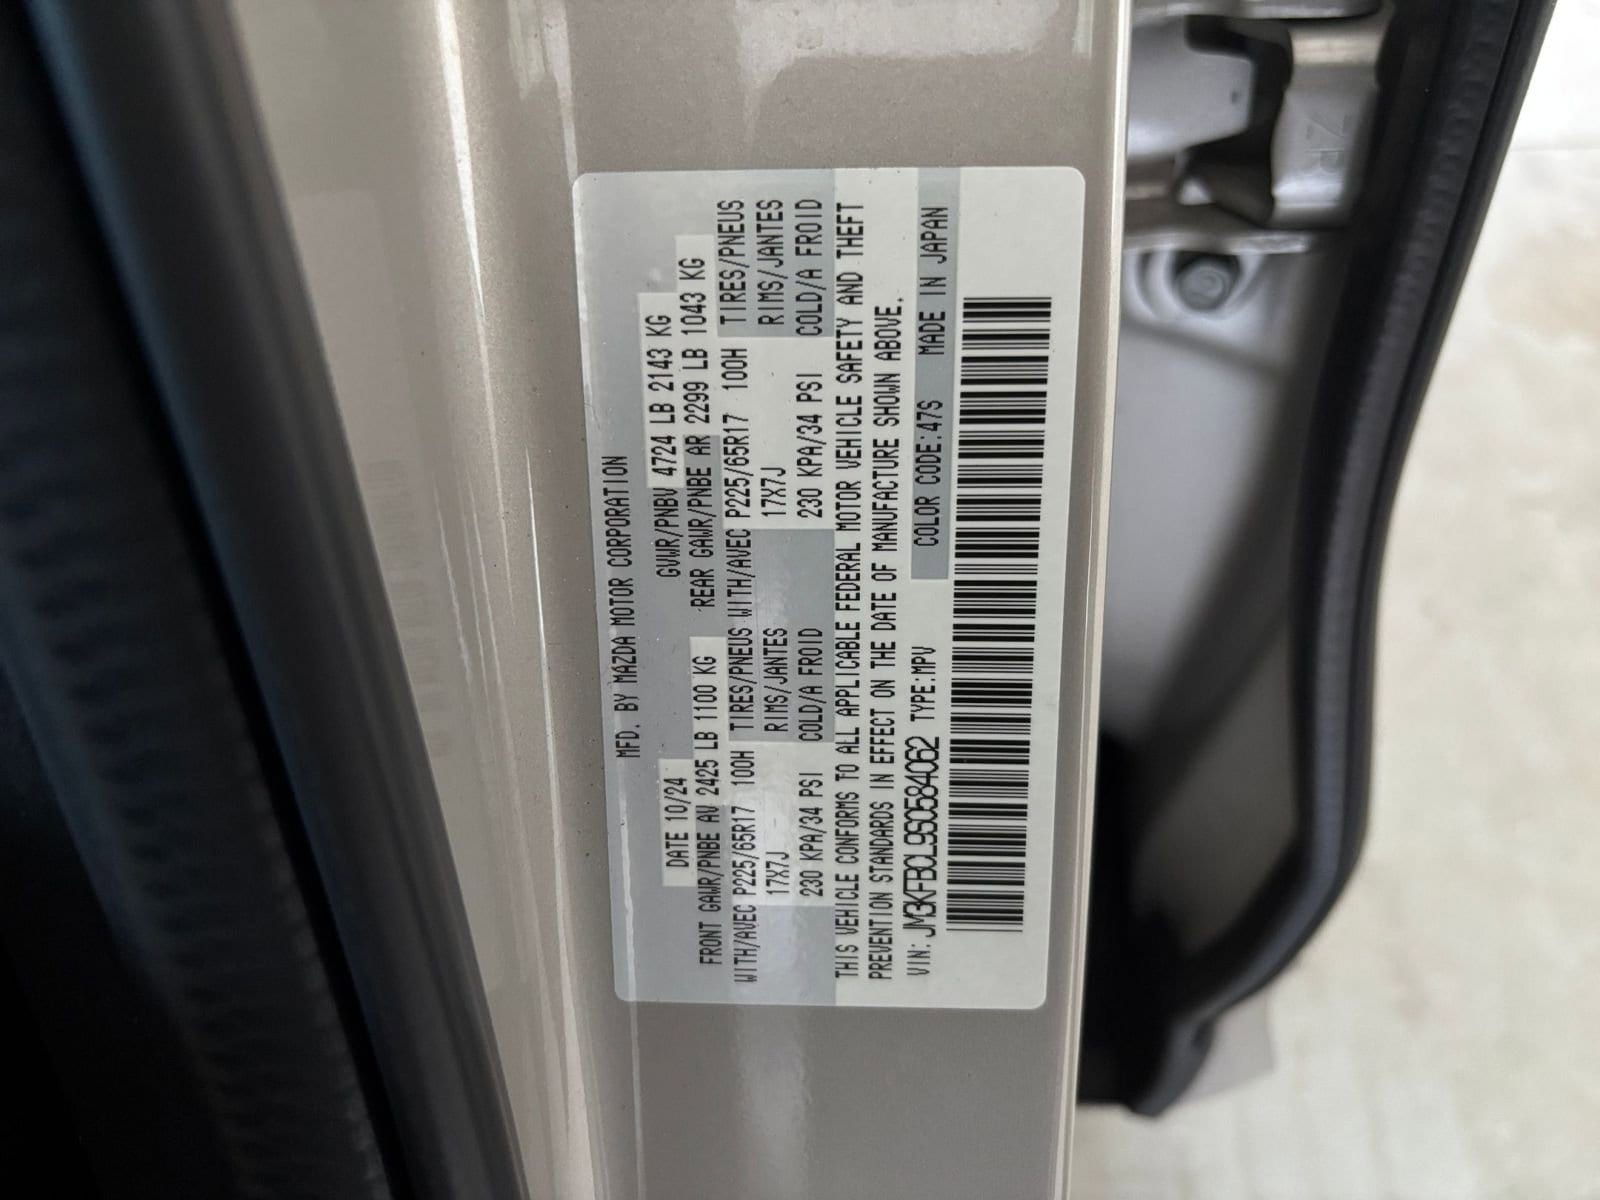 MFD. BY MAZDA MOTOR CORPORATION
DATE 10/24 GVWR/PNBV 4724 LB 2143 KG
FRONT GAWR/PNBE AV 2425 LB 1100 KG REAR GAWR/PNBE AR 2299 LB 1043 KG
WITH/AVEC P225/65R17 100H TIRES/PNEUS WITH/AVEC P225/65R17 100H TIRES/PNEUS
17X7J RIMS/JANTES 17X7J RIMS/JANTES
230 KPA/34 PSI COLD/A FROID 230 KPA/34 PSI COLD/A FROID
THIS VEHICLE CONFORMS TO ALL APPLICABLE FEDERAL MOTOR VEHICLE SAFETY AND THEFT
PREVENTION STANDARDS IN EFFECT ON THE DATE OF MANUFACTURE SHOWN ABOVE.
VIN: JM3KFBCL9S0584062 TYPE:MPV COLOR CODE:47S MADE IN JAPAN
ZR